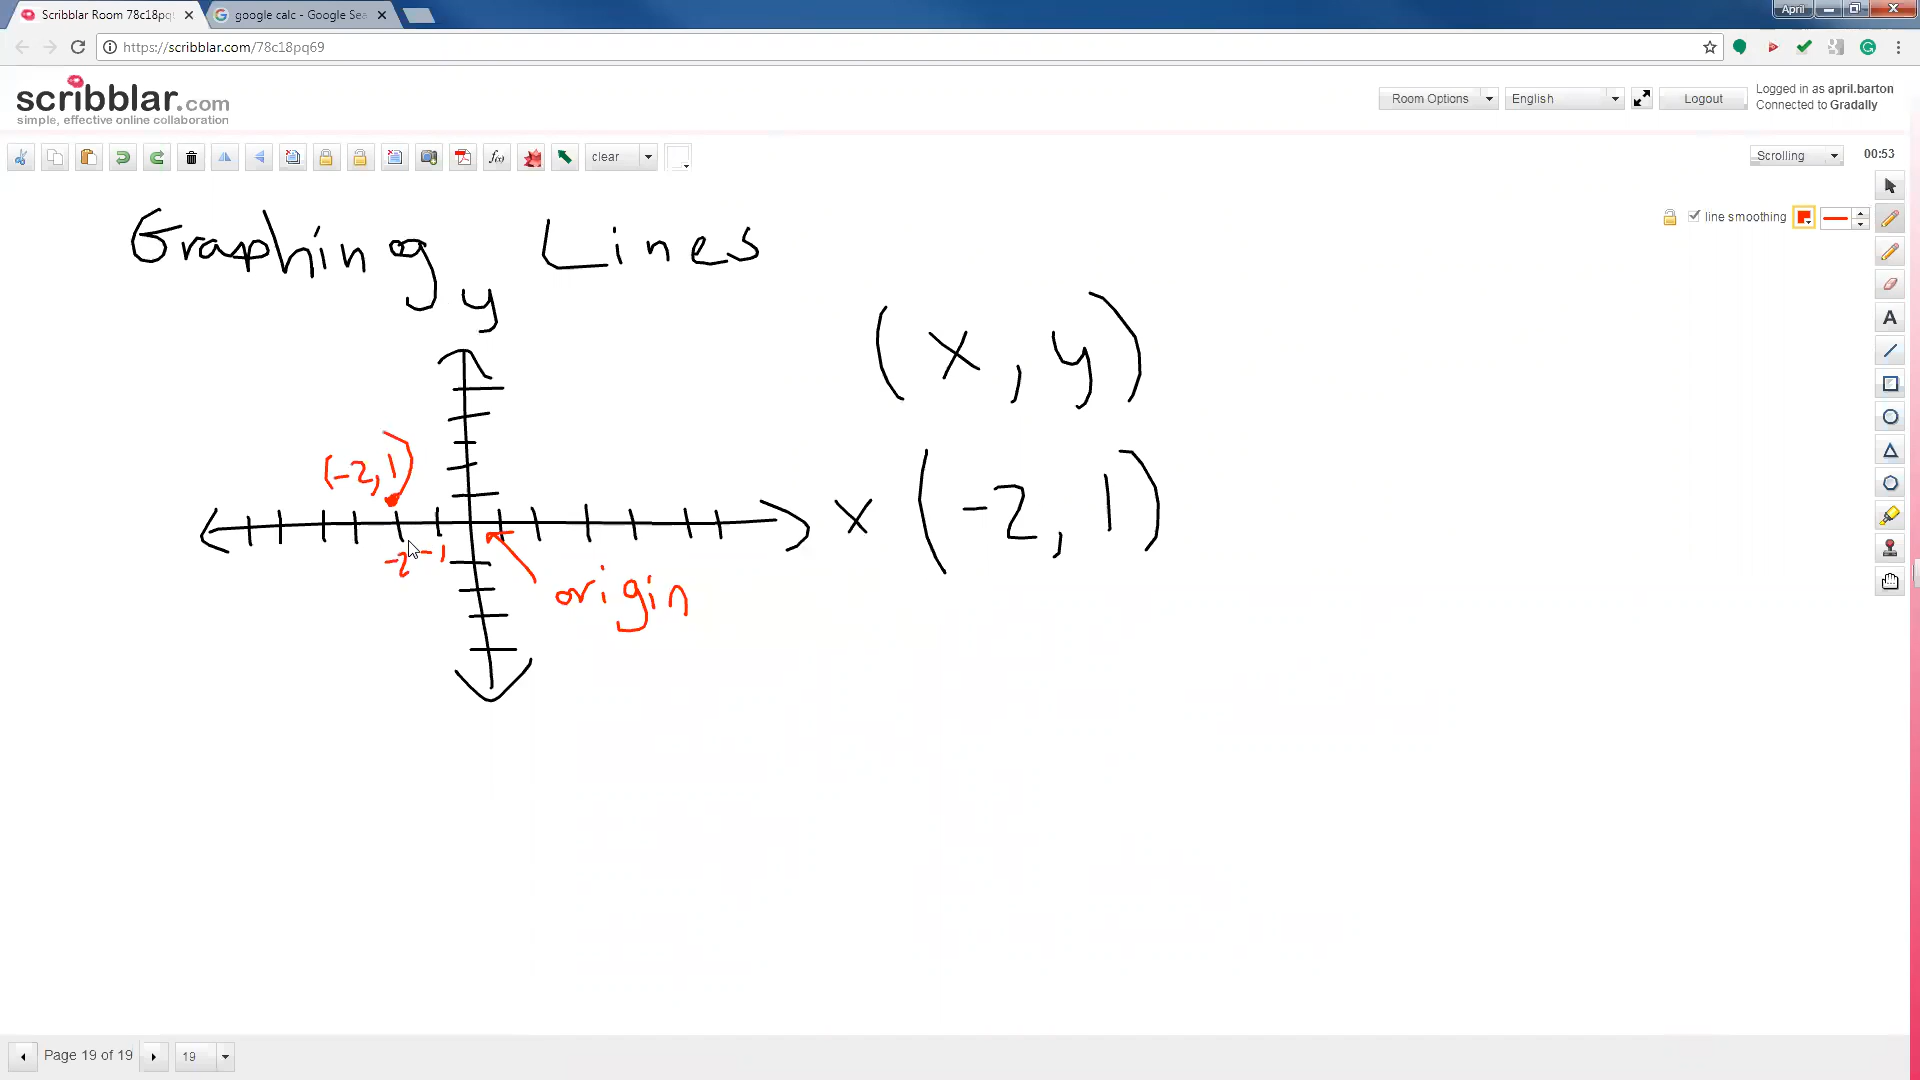 Scribblar Room 78c18pq
google calc - Google Sea
April
https://scribblar.com/78c18pq69
scribblar.com
simple, effective online collaboration
Room Options
English
Logout
Logged in as april.barton
Connected to Gradally
f(x)
clear
Scrolling
00:53
line smoothing
A
Graphing Lines
y
(x, y)
(-2, 1)
x
(-2, 1)
-2 -1
origin
Page 19 of 19
19